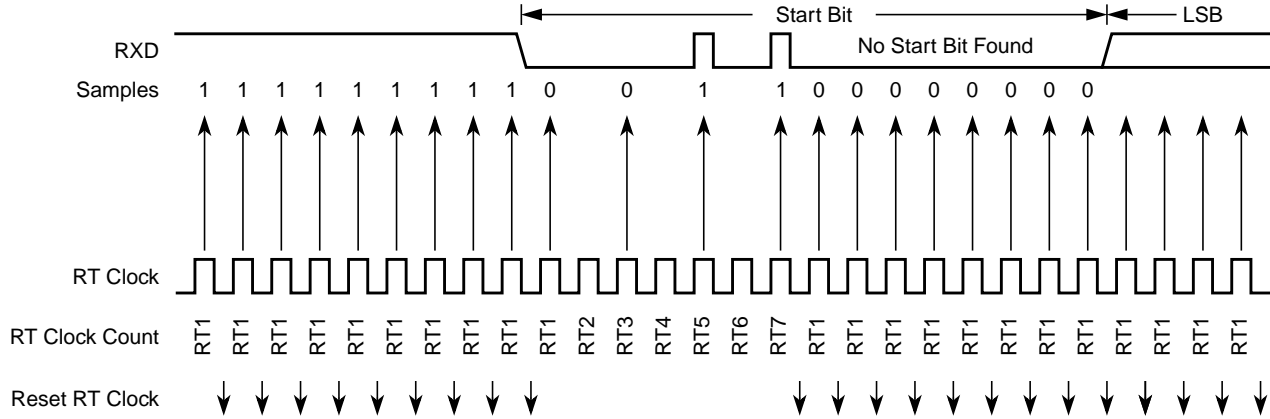 Start Bit LSB
RXD No Start Bit Found
Samples 1 1 1 1 1 1 1 1 1 0 0 1 1 0 0 0 0 0 0 0 0
RT Clock
RT Clock Count RT1 RT1 RT1 RT1 RT1 RT1 RT1 RT1 RT1 RT1 RT2 RT3 RT4 RT5 RT6 RT7 RT1 RT1 RT1 RT1 RT1 RT1 RT1 RT1 RT1 RT1 RT1 RT1
Reset RT Clock